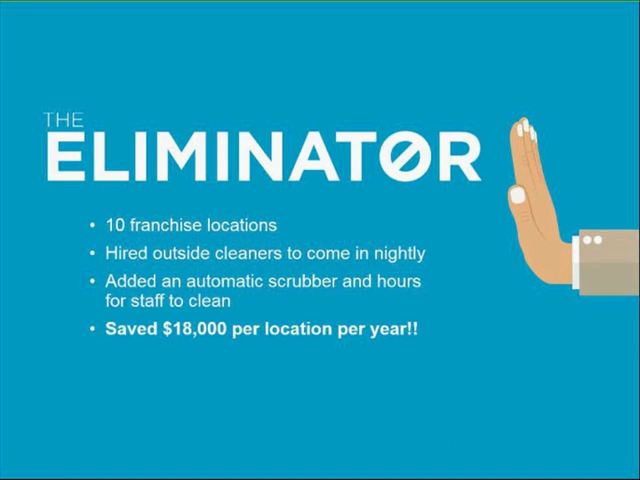 THE
ELIMINATØR
• 10 franchise locations
• Hired outside cleaners to come in nightly
• Added an automatic scrubber and hours
for staff to clean
• Saved $18,000 per location per year!!